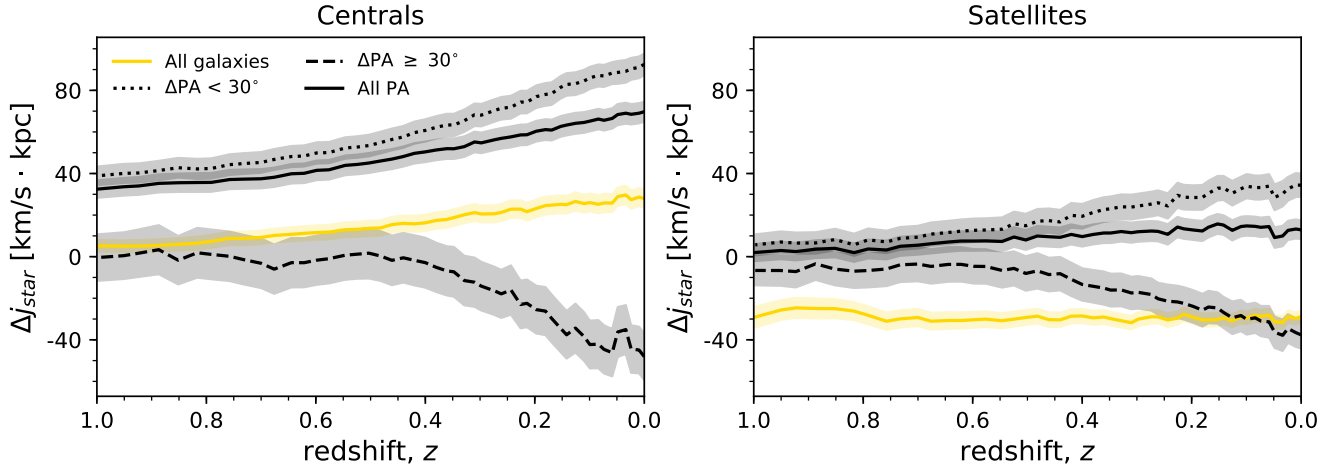 Centrals
Satellites
All galaxies
ΔPA < 30°
ΔPA ≥ 30°
All PA
Δj_star [km/s · kpc]
80
40
0
-40
1.0 0.8 0.6 0.4 0.2 0.0
redshift, z
Δj_star [km/s · kpc]
80
40
0
-40
1.0 0.8 0.6 0.4 0.2 0.0
redshift, z